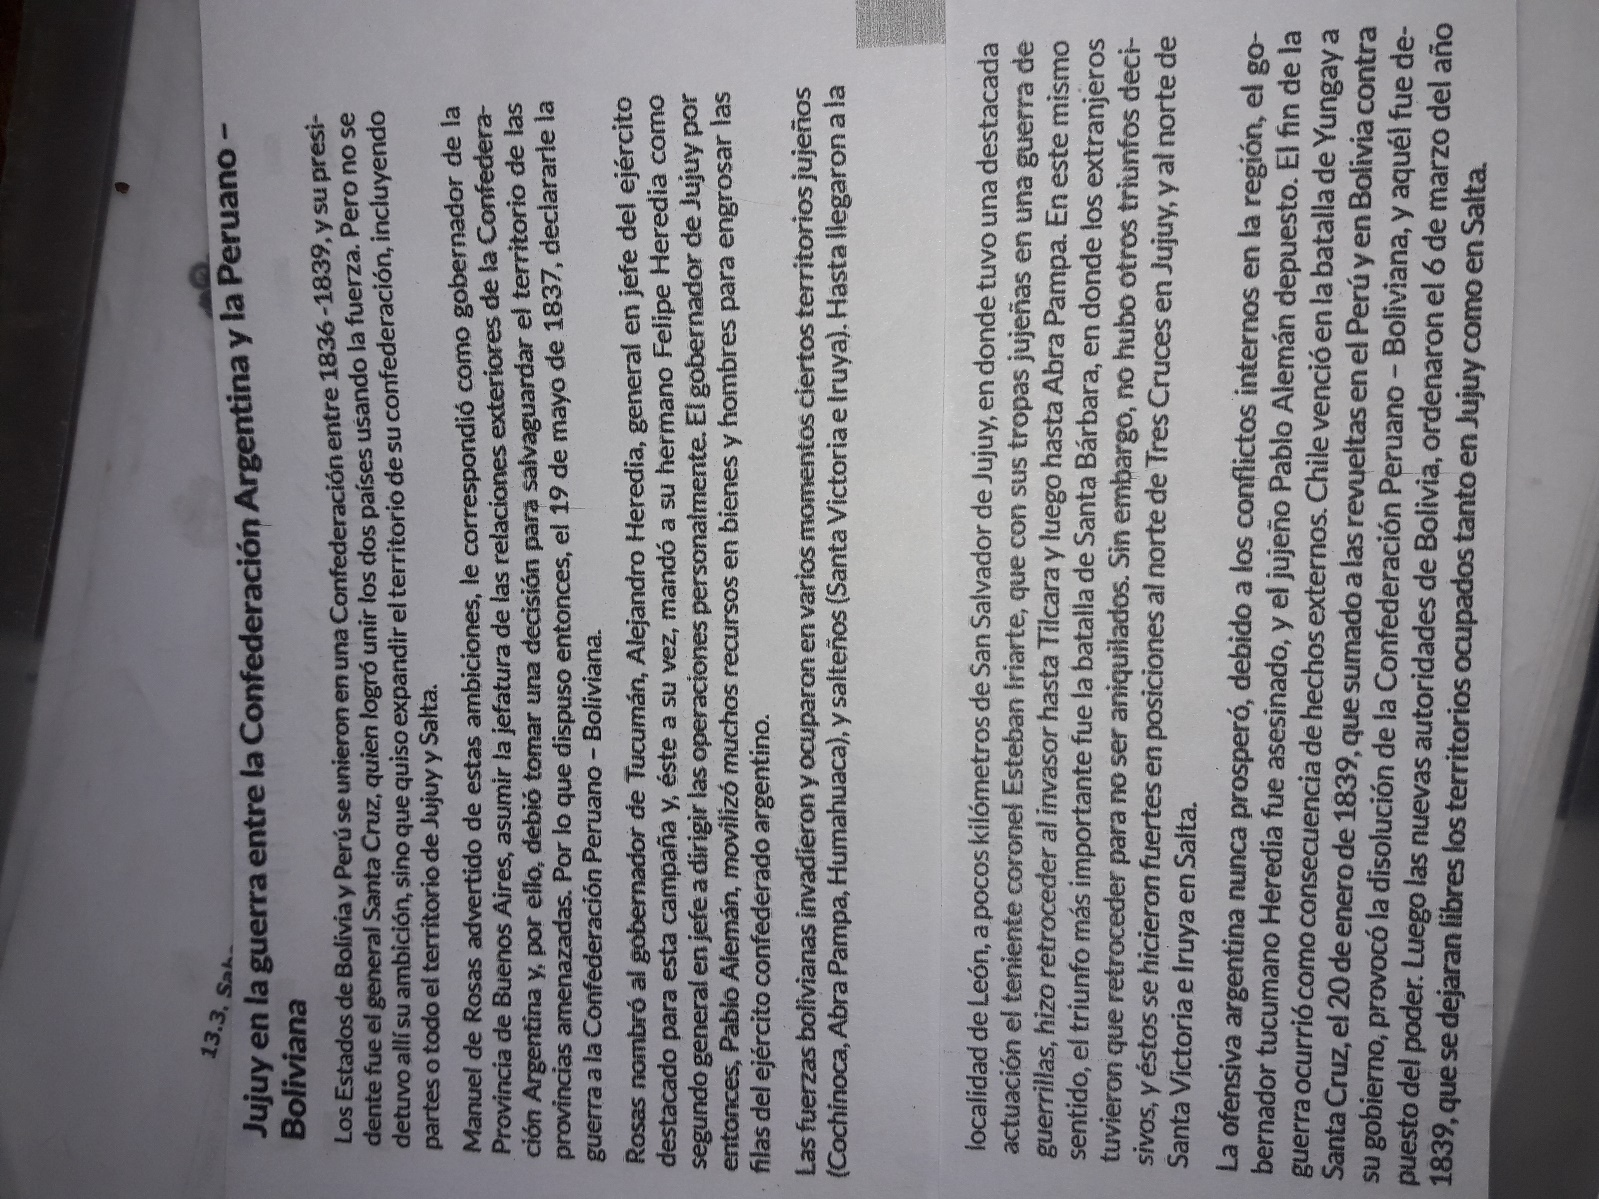 13.3.
Jujuy en la guerra entre la Confederación Argentina y la Peruano –
Boliviana
Los Estados de Bolivia y Perú se unieron en una Confederación entre 1836 - 1839, y su presi-
dente fue el general Santa Cruz, quien logró unir los dos países usando la fuerza. Pero no se
detuvo allí su ambición, sino que quiso expandir el territorio de su confederación, incluyendo
partes o todo el territorio de Jujuy y Salta.
Manuel de Rosas advertido de estas ambiciones, le correspondió como gobernador de la
Provincia de Buenos Aires, asumir la jefatura de las relaciones exteriores de la Confedera-
ción Argentina y, por ello, debió tomar una decisión para salvaguardar el territorio de las
provincias amenazadas. Por lo que dispuso entonces, el 19 de mayo de 1837, declararle la
guerra a la Confederación Peruano – Boliviana.
Rosas nombró al gobernador de Tucumán, Alejandro Heredia, general en jefe del ejército
destacado para esta campaña y, éste a su vez, mandó a su hermano Felipe Heredia como
segundo general en jefe a dirigir las operaciones personalmente. El gobernador de Jujuy por
entonces, Pablo Alemán, movilizó muchos recursos en bienes y hombres para engrosar las
filas del ejército confederado argentino.
Las fuerzas bolivianas invadieron y ocuparon en varios momentos ciertos territorios jujeños
(Cochinoca, Abra Pampa, Humahuaca), y salteños (Santa Victoria e Iruya). Hasta llegaron a la
localidad de León, a pocos kilómetros de San Salvador de Jujuy, en donde tuvo una destacada
actuación el teniente coronel Esteban Iriarte, que con sus tropas jujeñas en una guerra de
guerrillas, hizo retroceder al invasor hasta Tilcara y luego hasta Abra Pampa. En este mismo
sentido, el triunfo más importante fue la batalla de Santa Bárbara, en donde los extranjeros
tuvieron que retroceder para no ser aniquilados. Sin embargo, no hubo otros triunfos deci-
sivos, y éstos se hicieron fuertes en posiciones al norte de Tres Cruces en Jujuy, y al norte de
Santa Victoria e Iruya en Salta.
La ofensiva argentina nunca prosperó, debido a los conflictos internos en la región, el go-
bernador tucumano Heredia fue asesinado, y el jujeño Pablo Alemán depuesto. El fin de la
guerra ocurrió como consecuencia de hechos externos. Chile venció en la batalla de Yungay a
Santa Cruz, el 20 de enero de 1839, que sumado a las revueltas en el Perú y en Bolivia contra
su gobierno, provocó la disolución de la Confederación Peruano – Boliviana, y aquél fue de-
puesto del poder. Luego las nuevas autoridades de Bolivia, ordenaron el 6 de marzo del año
1839, que se dejaran libres los territorios ocupados tanto en Jujuy como en Salta.